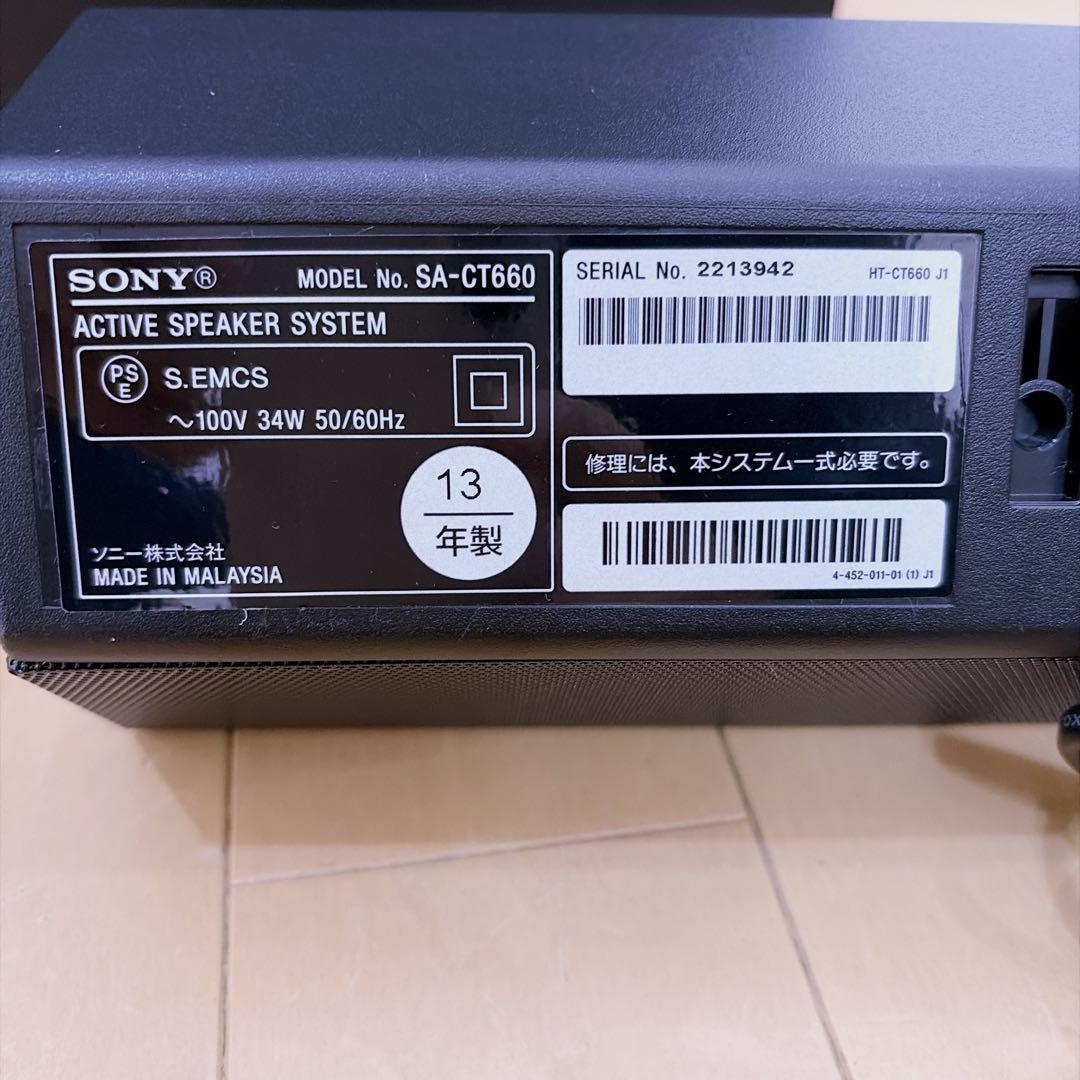 SONY® MODEL No. SA-CT660
ACTIVE SPEAKER SYSTEM
PSE S.EMCS
～100V 34W 50/60Hz
13
年製
ソニー株式会社
MADE IN MALAYSIA
SERIAL No. 2213942 HT-CT660 J1
修理には、本システム一式必要です。
4-452-011-01 (1) J1